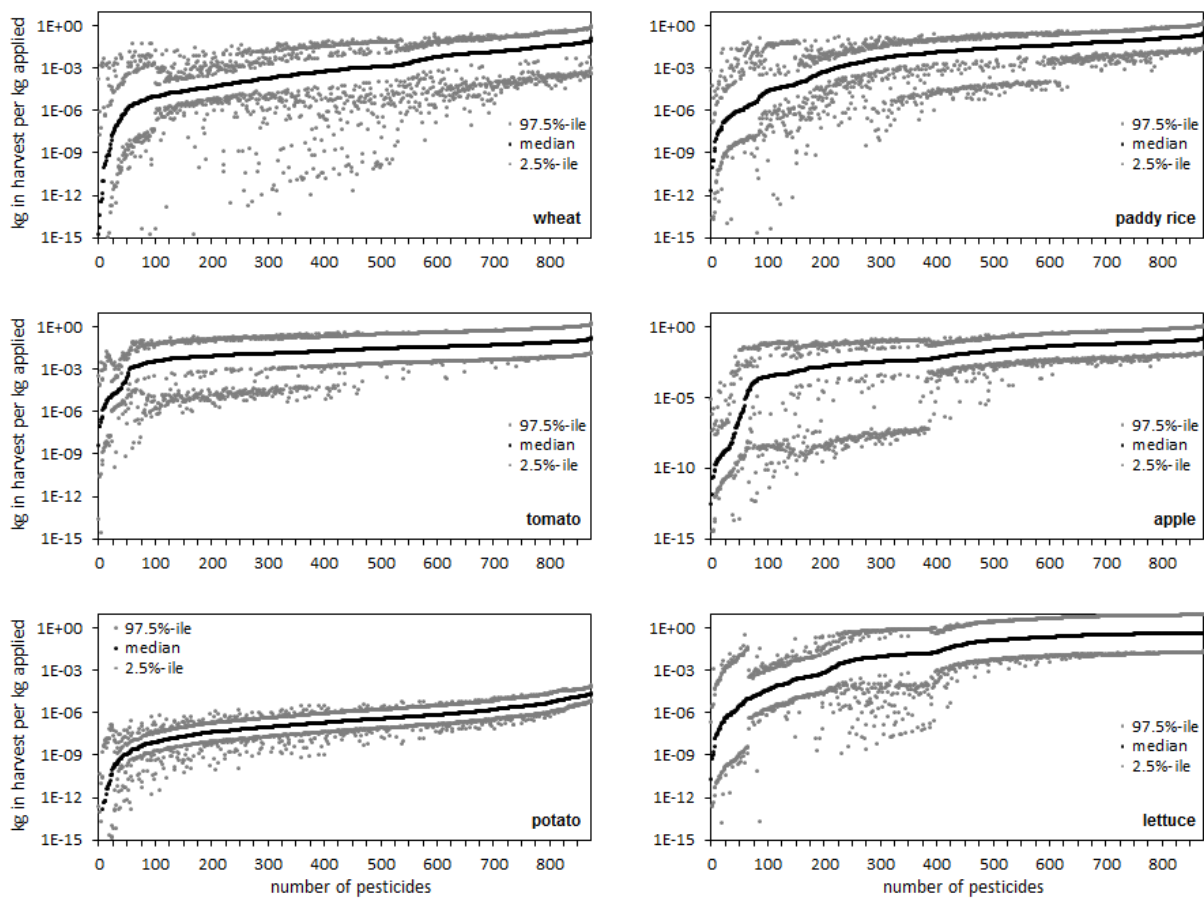 kg in harvest per kg applied
1E+00
1E-03
1E-06
1E-09
1E-12
1E-15
97.5%-ile
median
2.5%-ile
wheat
0 100 200 300 400 500 600 700 800
1E+00
1E-03
1E-06
1E-09
1E-12
1E-15
97.5%-ile
median
2.5%-ile
paddy rice
0 100 200 300 400 500 600 700 800
kg in harvest per kg applied
1E+00
1E-03
1E-06
1E-09
1E-12
1E-15
97.5%-ile
median
2.5%-ile
tomato
0 100 200 300 400 500 600 700 800
1E+00
1E-05
1E-10
1E-15
97.5%-ile
median
2.5%-ile
apple
0 100 200 300 400 500 600 700 800
kg in harvest per kg applied
1E+00
1E-03
1E-06
1E-09
1E-12
1E-15
97.5%-ile
median
2.5%-ile
potato
0 100 200 300 400 500 600 700 800
number of pesticides
1E+00
1E-03
1E-06
1E-09
1E-12
1E-15
97.5%-ile
median
2.5%-ile
lettuce
0 100 200 300 400 500 600 700 800
number of pesticides